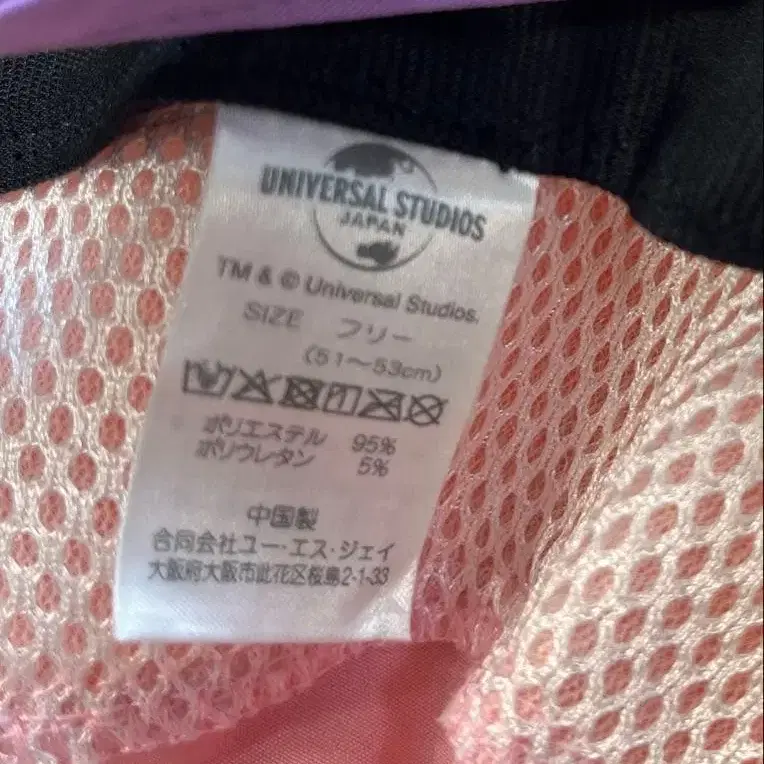 UNIVERSAL STUDIOS
JAPAN
TM & © Universal Studios.
SIZE フリー
(51～53cm)
ポリエステル 95%
ポリウレタン 5%
中国製
合同会社ユー・エス・ジェイ
大阪府大阪市此花区桜島2-1-33